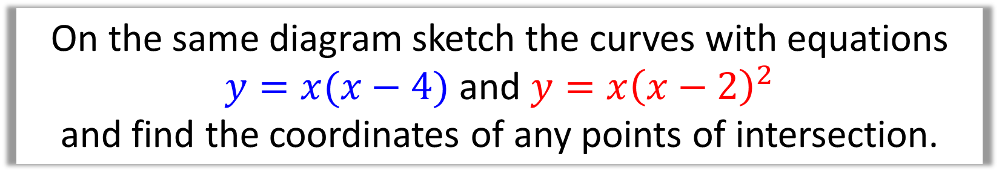 On the same diagram sketch the curves with equations
y = x(x − 4) and y = x(x − 2)²
and find the coordinates of any points of intersection.